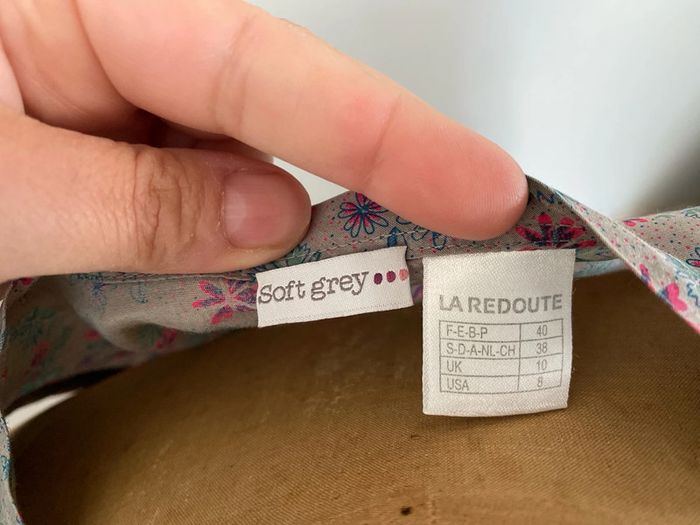 Soft grey
LA REDOUTE
F-E-B-P 40
S-D-A-NL-CH 38
UK 10
USA 8